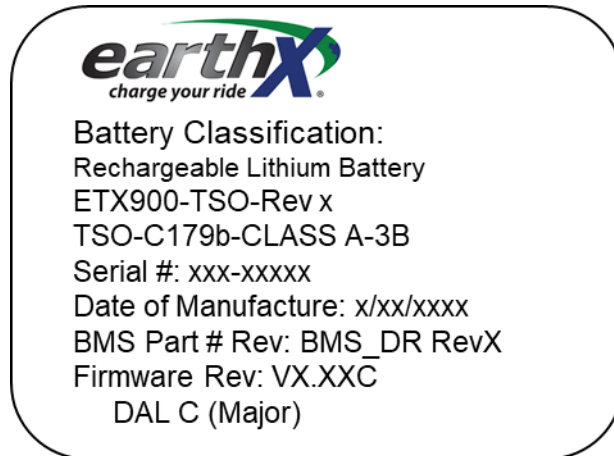 earthX
charge your ride ®
Battery Classification:
Rechargeable Lithium Battery
ETX900-TSO-Rev x
TSO-C179b-CLASS A-3B
Serial #: xxx-xxxxx
Date of Manufacture: x/xx/xxxx
BMS Part # Rev: BMS_DR RevX
Firmware Rev: VX.XXC
DAL C (Major)